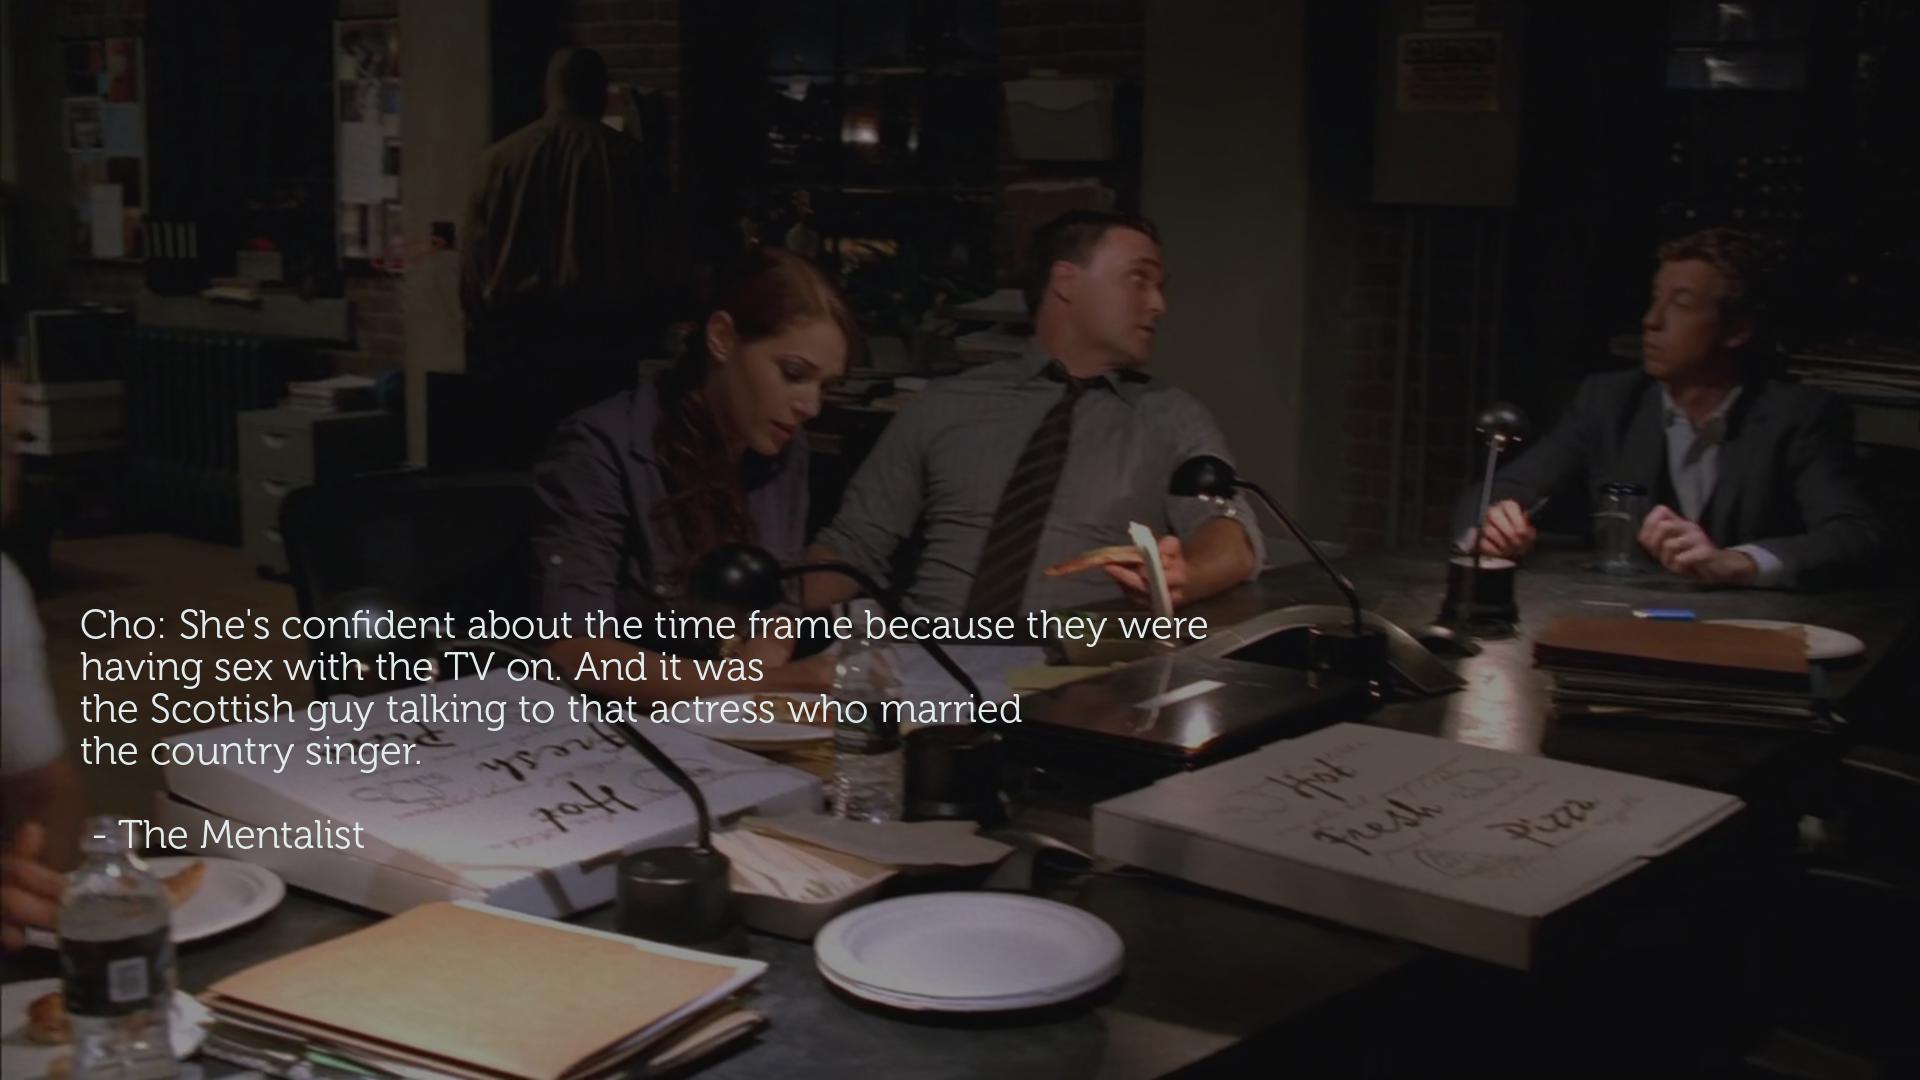 Cho: She's confident about the time frame because they were
having sex with the TV on. And it was
the Scottish guy talking to that actress who married
the country singer.
- The Mentalist
Hot
Fresh
Pizza
Hot
Fresh
Pizza